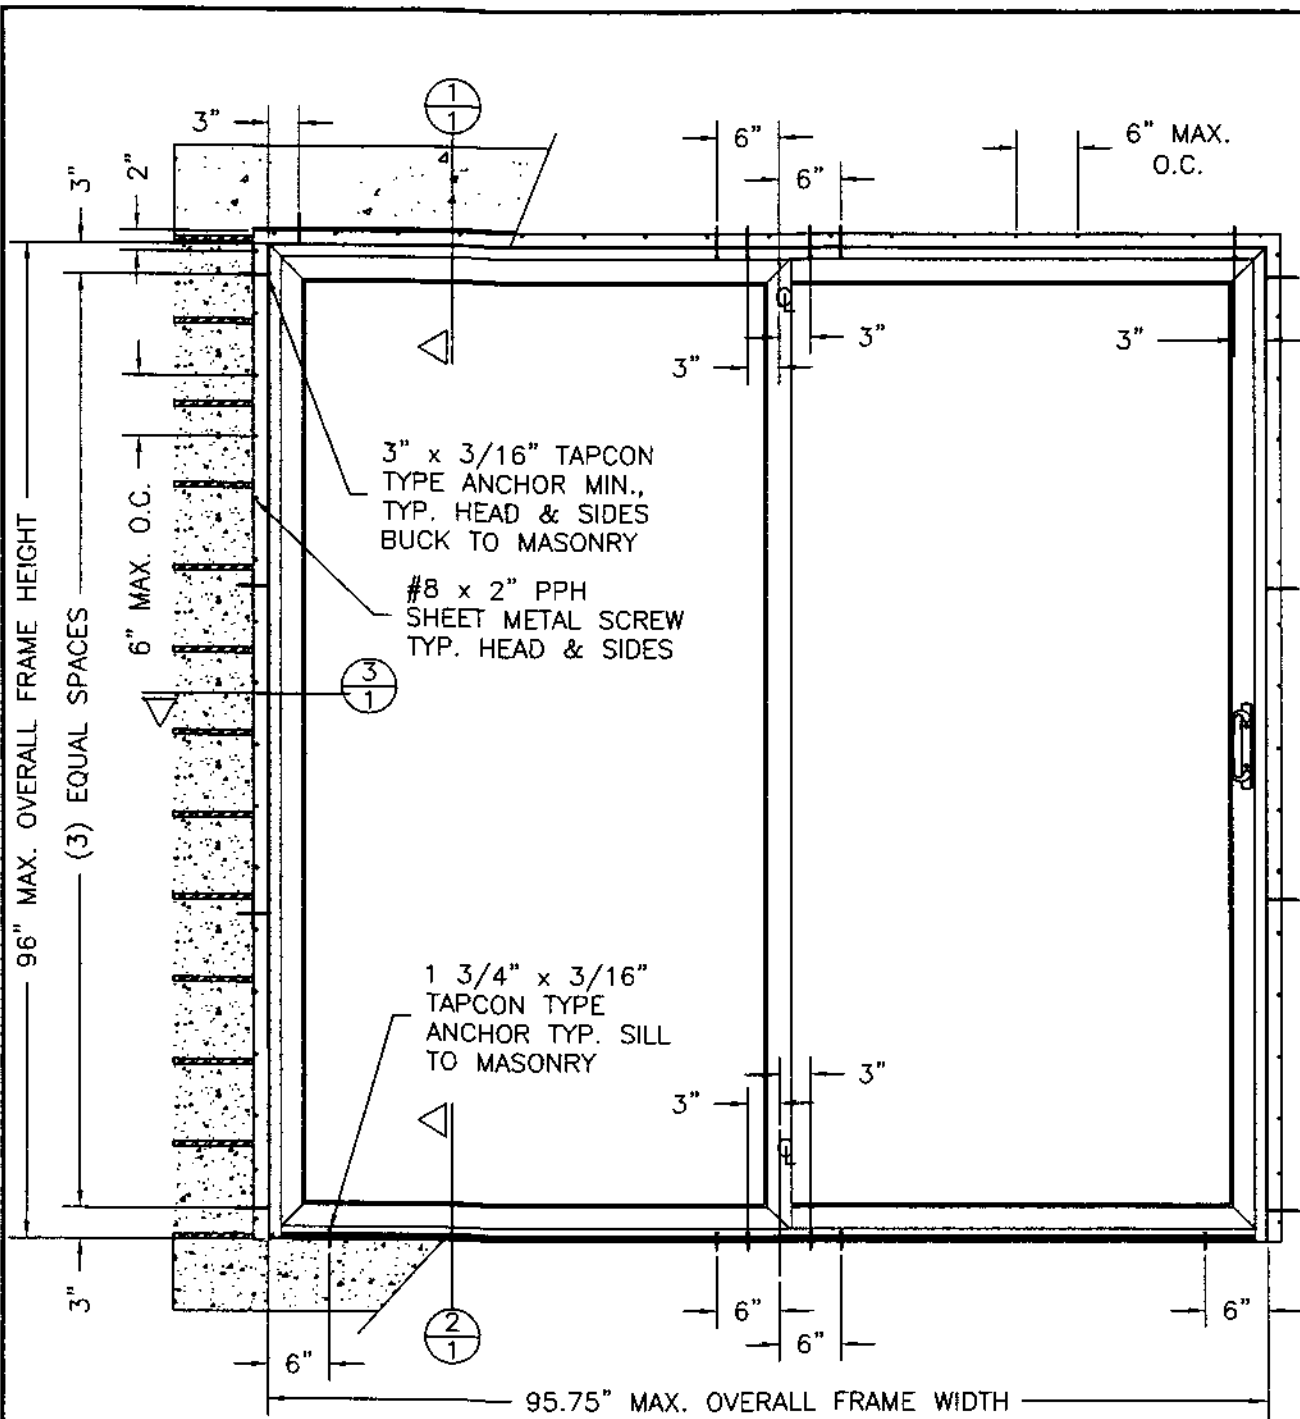 1
1
3"
6"
6" MAX.
O.C.
6"
3"
2"
3"
3"
3"
3" x 3/16" TAPCON
TYPE ANCHOR MIN.,
TYP. HEAD & SIDES
BUCK TO MASONRY
#8 x 2" PPH
SHEET METAL SCREW
TYP. HEAD & SIDES
96" MAX. OVERALL FRAME HEIGHT
(3) EQUAL SPACES
6" MAX. O.C.
3
1
1 3/4" x 3/16"
TAPCON TYPE
ANCHOR TYP. SILL
TO MASONRY
3"
3"
3"
2
1
6"
6"
6"
6"
95.75" MAX. OVERALL FRAME WIDTH